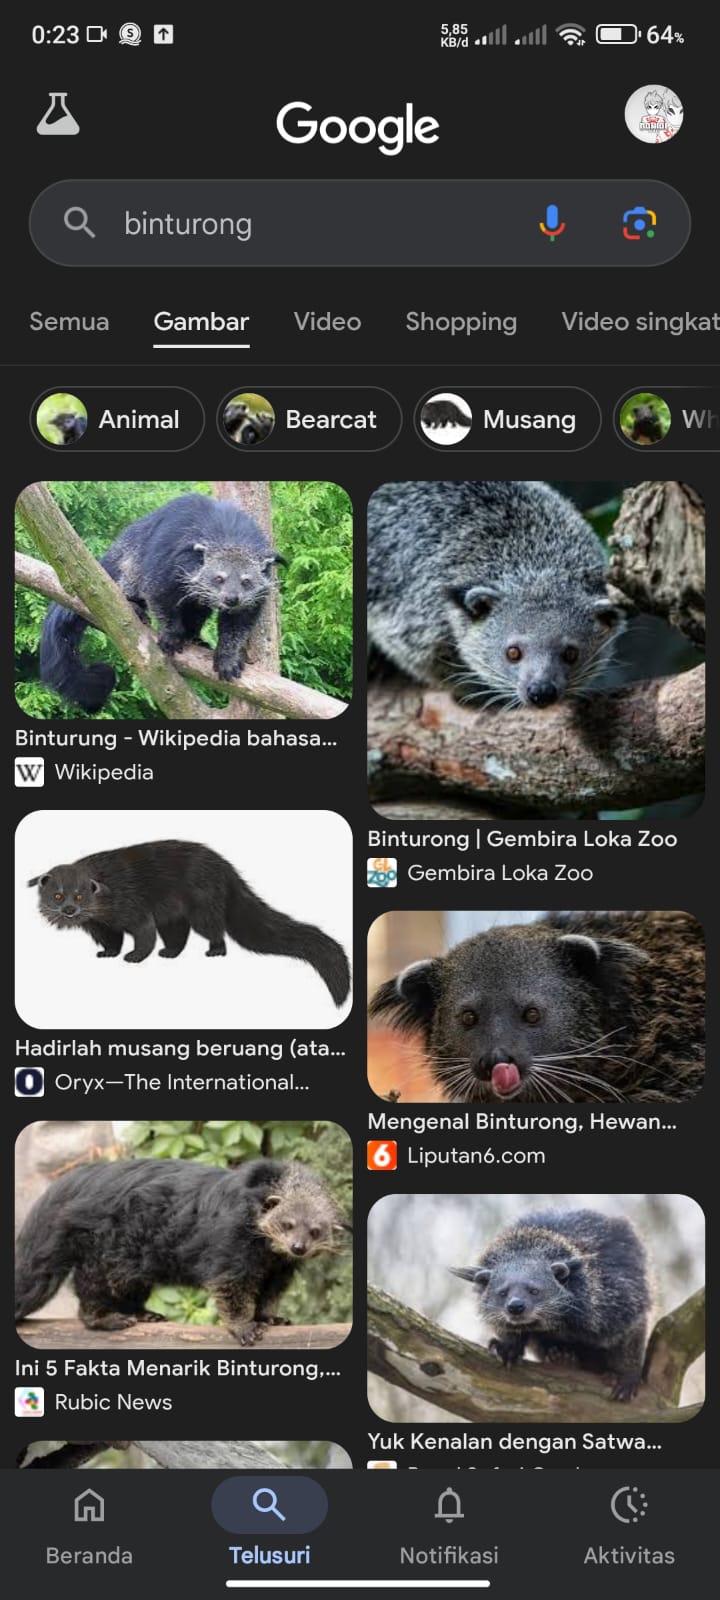 0:23
5,85
KB/d
64%
Google
binturong
Semua Gambar Video Shopping Video singkat
Animal Bearcat Musang Wh
Binturung - Wikipedia bahasa...
Wikipedia
Binturong | Gembira Loka Zoo
Gembira Loka Zoo
Hadirlah musang beruang (ata...
Oryx—The International...
Mengenal Binturong, Hewan...
Liputan6.com
Ini 5 Fakta Menarik Binturong,...
Rubic News
Yuk Kenalan dengan Satwa...
Beranda Telusuri Notifikasi Aktivitas